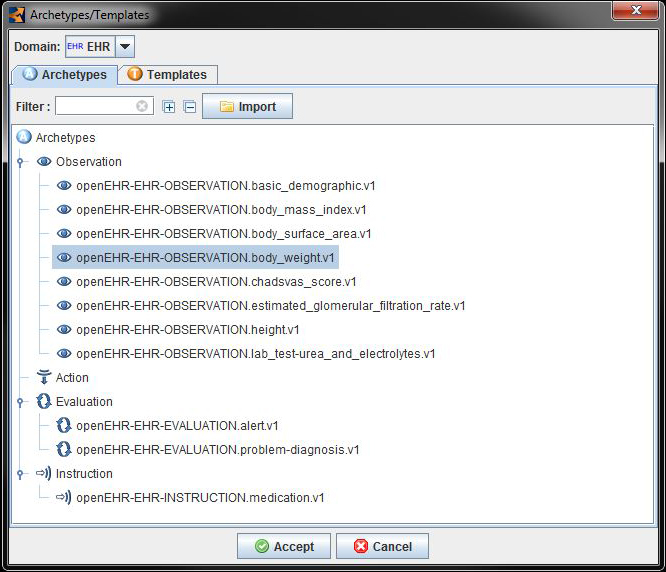 Archetypes/Templates
Domain: EHR EHR
A Archetypes T Templates
Filter : Import
A Archetypes
Observation
openEHR-EHR-OBSERVATION.basic_demographic.v1
openEHR-EHR-OBSERVATION.body_mass_index.v1
openEHR-EHR-OBSERVATION.body_surface_area.v1
openEHR-EHR-OBSERVATION.body_weight.v1
openEHR-EHR-OBSERVATION.chadsvas_score.v1
openEHR-EHR-OBSERVATION.estimated_glomerular_filtration_rate.v1
openEHR-EHR-OBSERVATION.height.v1
openEHR-EHR-OBSERVATION.lab_test-urea_and_electrolytes.v1
Action
Evaluation
openEHR-EHR-EVALUATION.alert.v1
openEHR-EHR-EVALUATION.problem-diagnosis.v1
Instruction
openEHR-EHR-INSTRUCTION.medication.v1
Accept Cancel